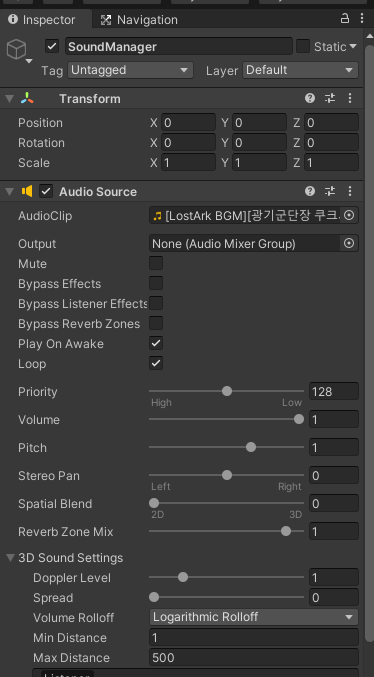 Inspector Navigation
SoundManager Static
Tag Untagged Layer Default
Transform
Position X 0 Y 0 Z 0
Rotation X 0 Y 0 Z 0
Scale X 1 Y 1 Z 1
Audio Source
AudioClip [LostArk BGM][광기군단장 쿠크
Output None (Audio Mixer Group)
Mute
Bypass Effects
Bypass Listener Effects
Bypass Reverb Zones
Play On Awake
Loop
Priority 128
High Low
Volume 1
Pitch 1
Stereo Pan 0
Left Right
Spatial Blend 0
2D 3D
Reverb Zone Mix 1
3D Sound Settings
Doppler Level 1
Spread 0
Volume Rolloff Logarithmic Rolloff
Min Distance 1
Max Distance 500
Listener